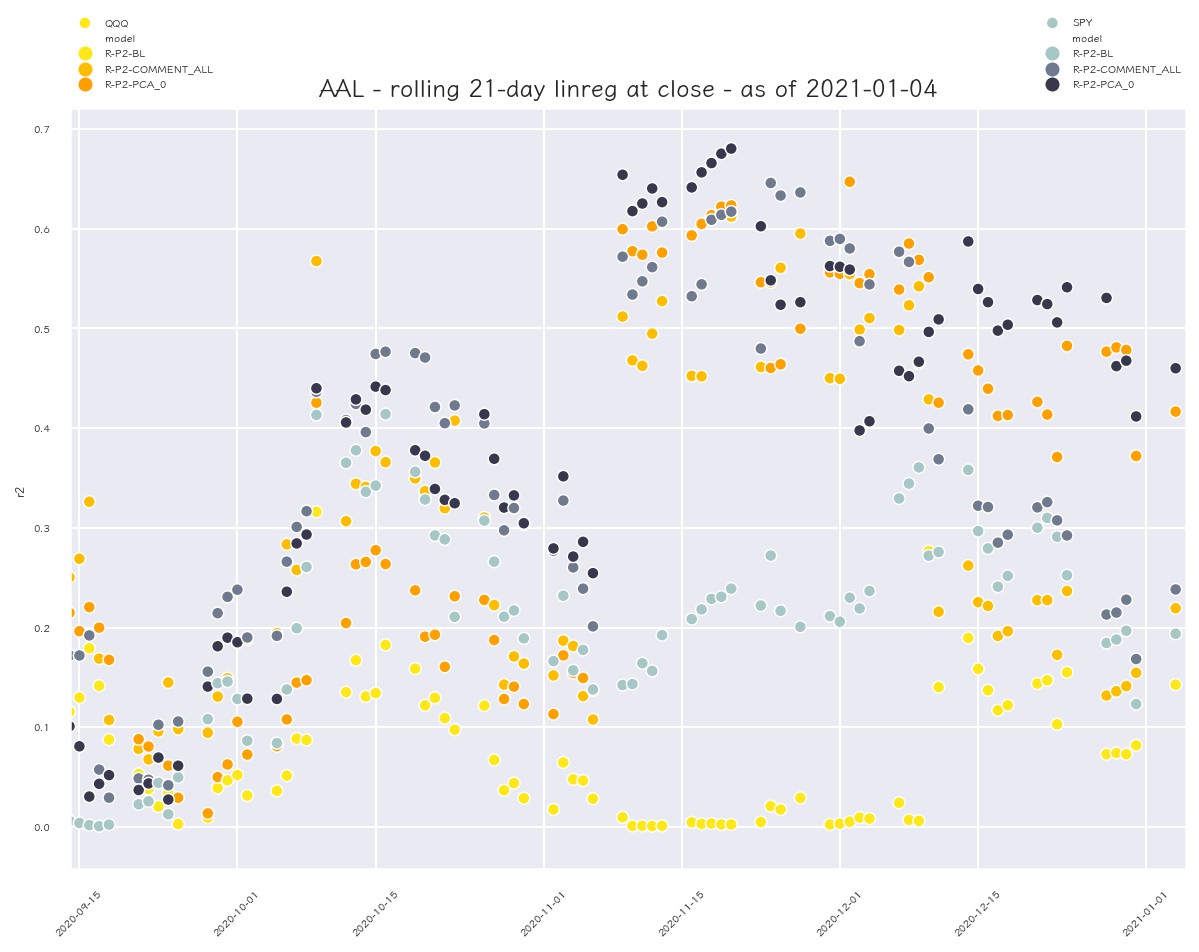 QQQ
model
R-P2-BL
R-P2-COMMENT_ALL
R-P2-PCA_0
SPY
model
R-P2-BL
R-P2-COMMENT_ALL
R-P2-PCA_0
AAL - rolling 21-day linreg at close - as of 2021-01-04
0.7
0.6
0.5
0.4
0.3
0.2
0.1
0.0
r2
2020-09-15
2020-10-01
2020-10-15
2020-11-01
2020-11-15
2020-12-01
2020-12-15
2021-01-01